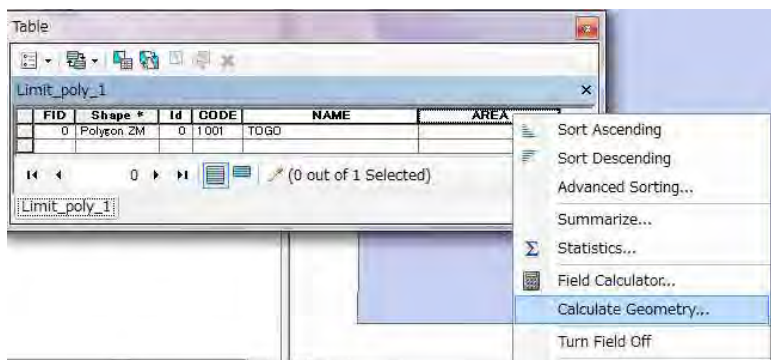 Table
Limit_poly_1
FID Shape * Id CODE NAME AREA
0 Polygon ZM 0 1001 TOGO
0 (0 out of 1 Selected)
Limit_poly_1
Sort Ascending
Sort Descending
Advanced Sorting...
Summarize...
Σ Statistics...
Field Calculator...
Calculate Geometry...
Turn Field Off